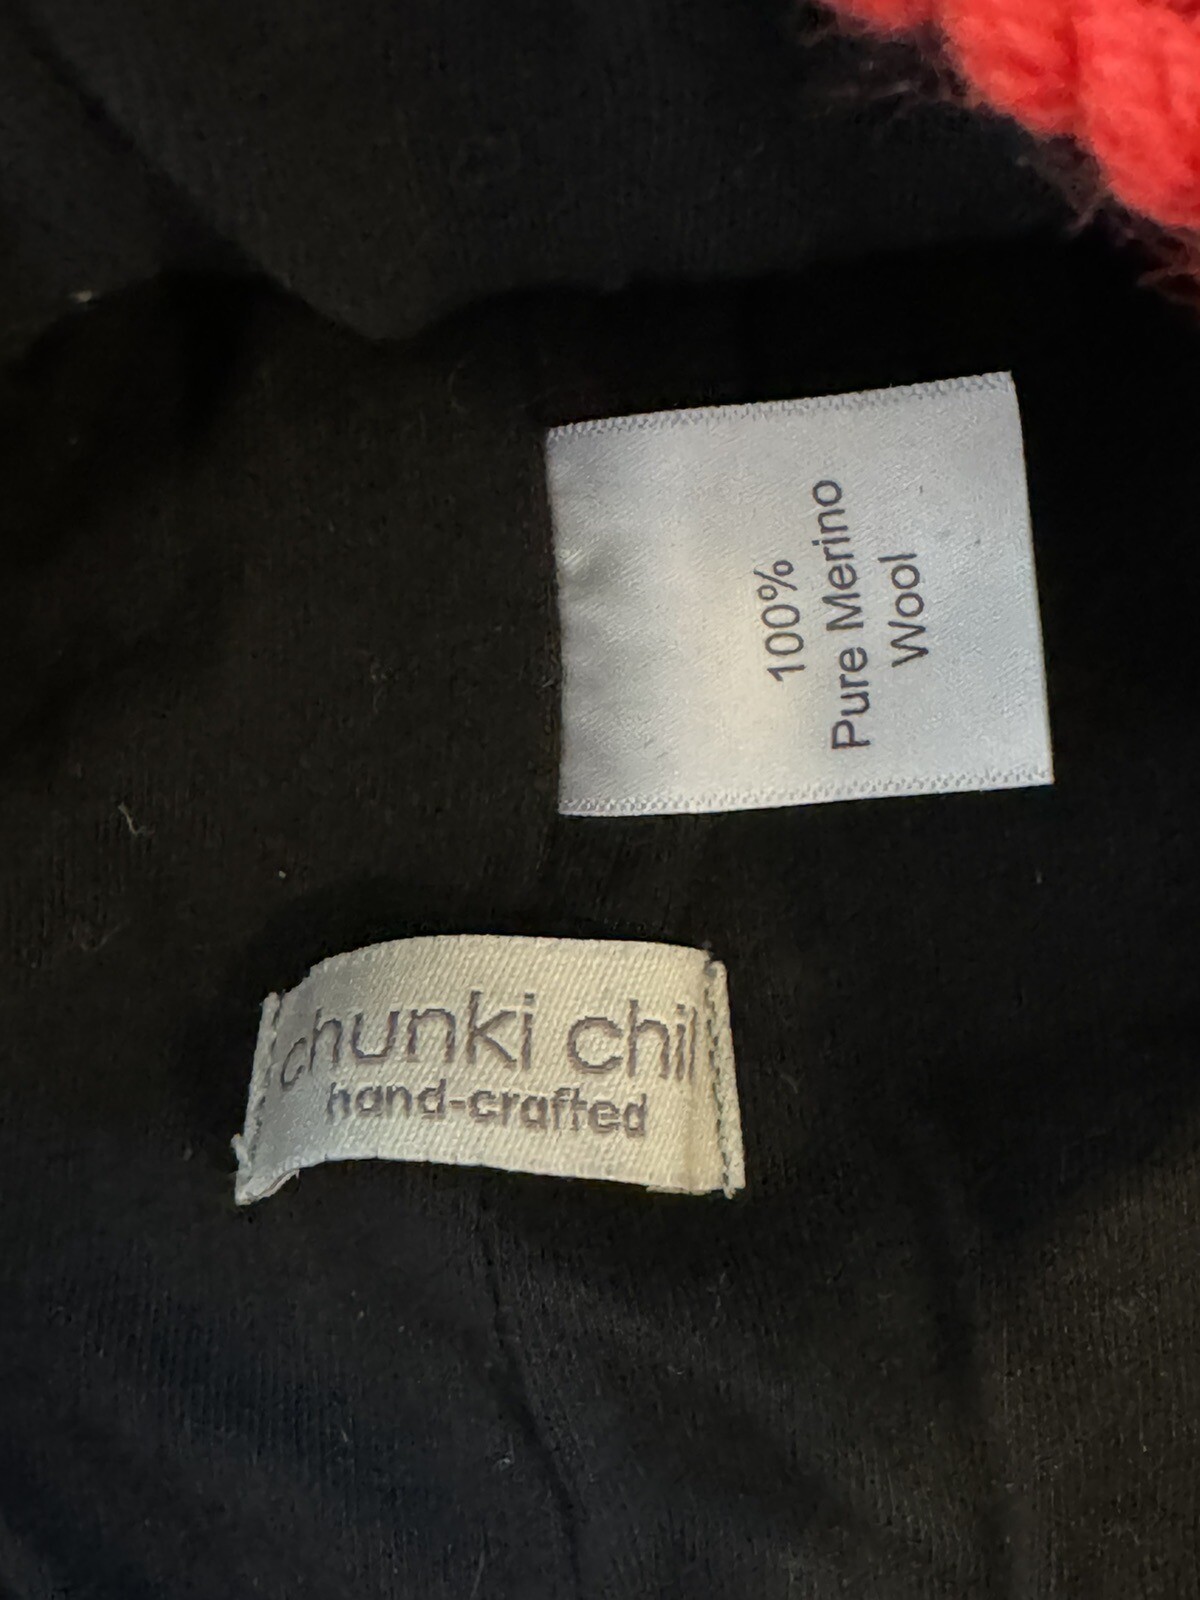 100%
Pure Merino
Wool
chunki chil
hand-crafted